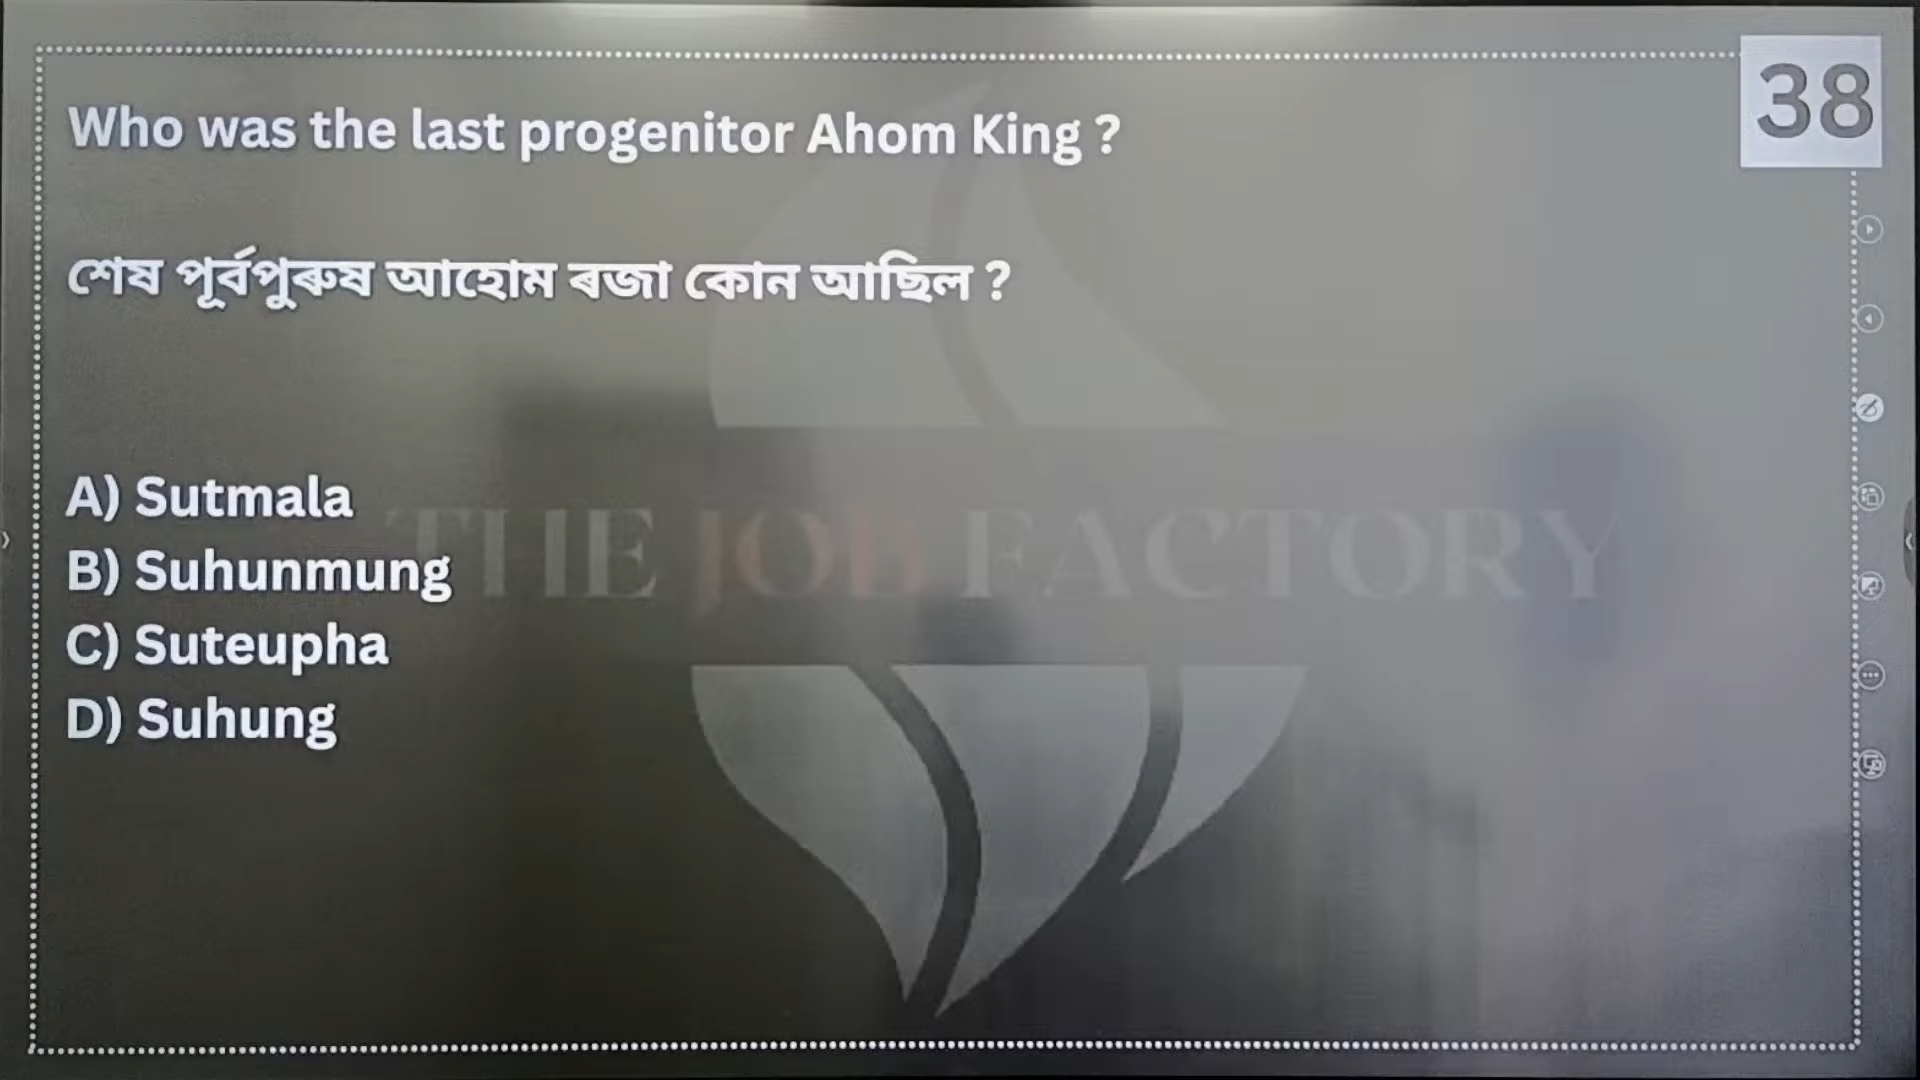 38
Who was the last progenitor Ahom King ?
শেষ পূৰ্বপুৰুষ আহোম ৰজা কোন আছিল ?
A) Sutmala
B) Suhunmung
C) Suteupha
D) Suhung
THE JOB FACTORY